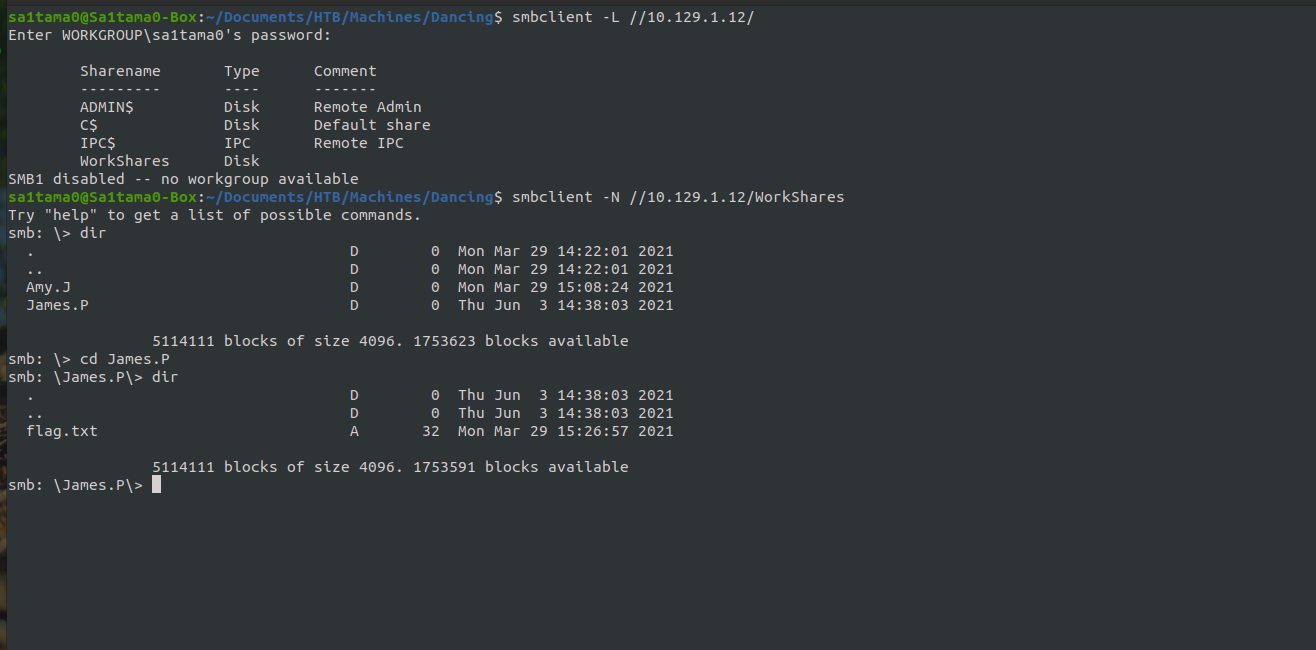 sa1tama0@Sa1tama0-Box:~/Documents/HTB/Machines/Dancing$ smbclient -L //10.129.1.12/
Enter WORKGROUP\sa1tama0's password:
Sharename Type Comment
--------- ---- -------
ADMIN$ Disk Remote Admin
C$ Disk Default share
IPC$ IPC Remote IPC
WorkShares Disk
SMB1 disabled -- no workgroup available
sa1tama0@Sa1tama0-Box:~/Documents/HTB/Machines/Dancing$ smbclient -N //10.129.1.12/WorkShares
Try "help" to get a list of possible commands.
smb: \> dir
. D 0 Mon Mar 29 14:22:01 2021
.. D 0 Mon Mar 29 14:22:01 2021
Amy.J D 0 Mon Mar 29 15:08:24 2021
James.P D 0 Thu Jun 3 14:38:03 2021
5114111 blocks of size 4096. 1753623 blocks available
smb: \> cd James.P
smb: \James.P\> dir
. D 0 Thu Jun 3 14:38:03 2021
.. D 0 Thu Jun 3 14:38:03 2021
flag.txt A 32 Mon Mar 29 15:26:57 2021
5114111 blocks of size 4096. 1753591 blocks available
smb: \James.P\>